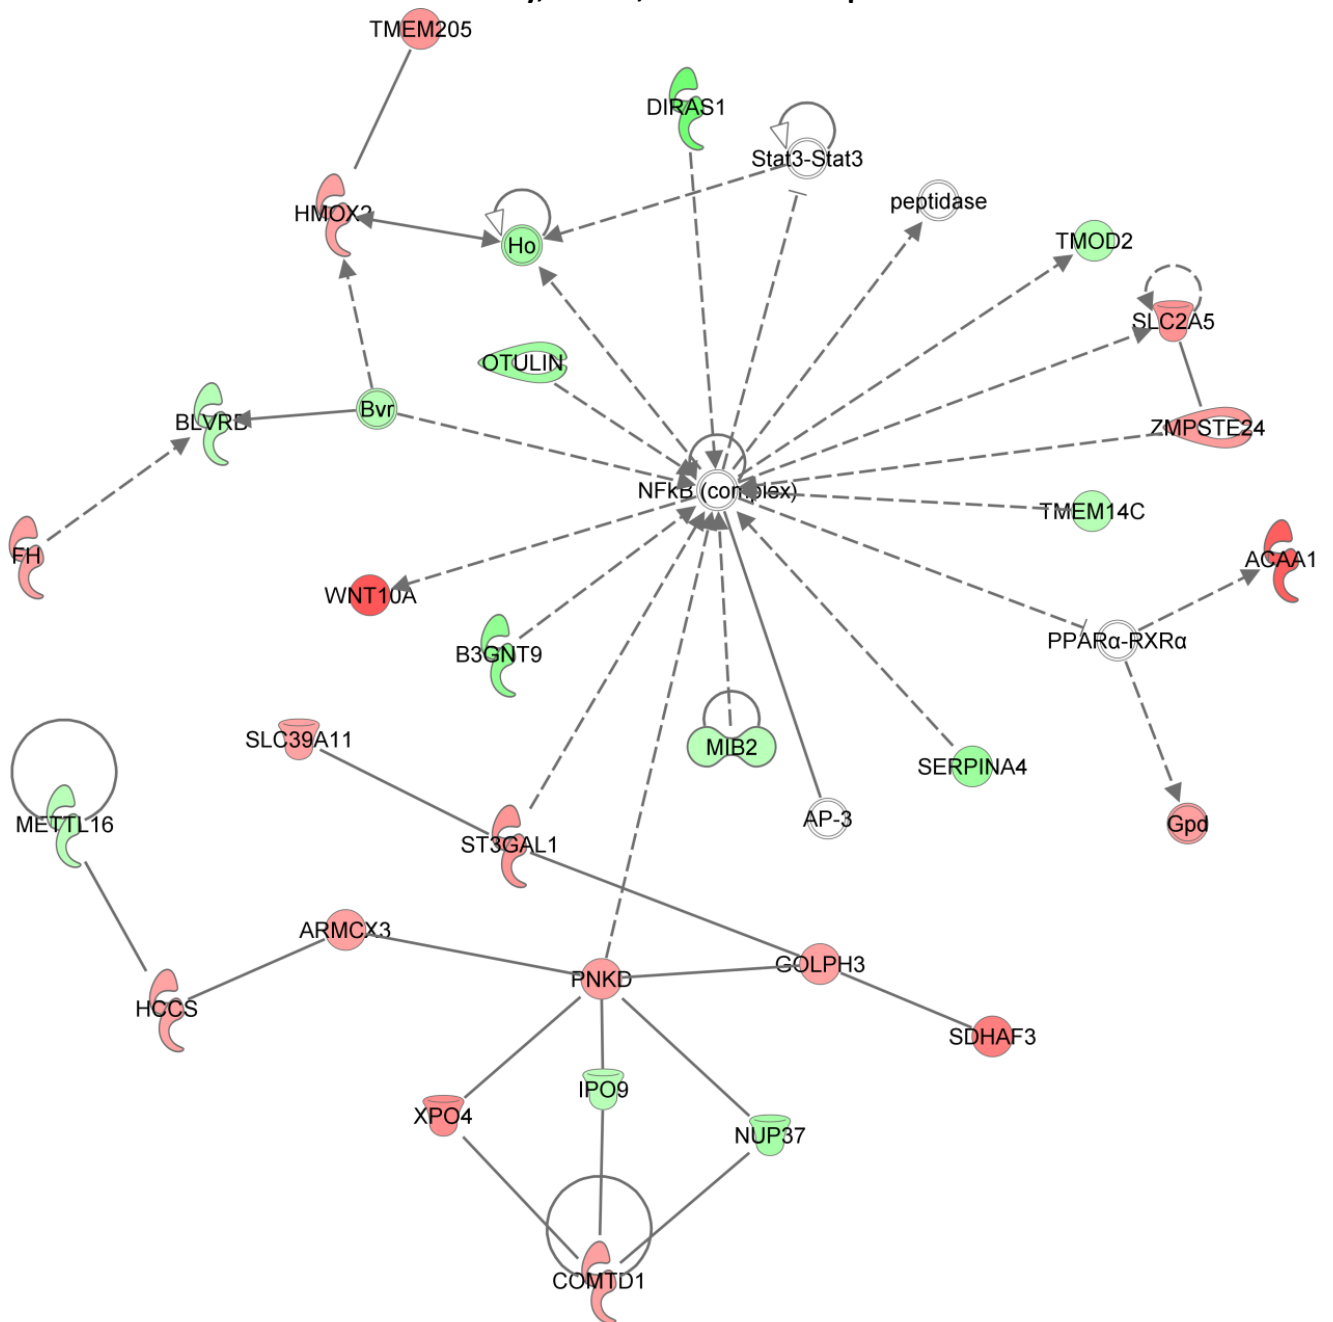 TMEM205
DIRAS1
Stat3-Stat3
peptidase
HMOX2
Ho
TMOD2
SLC2A5
OTULIN
Bvr
BLVRB
ZMPSTE24
NFkB (complex)
TMEM14C
FH
ACAA1
WNT10A
PPARα-RXRα
B3GNT9
SLC39A11
MIB2
SERPINA4
METTL16
AP-3
Gpd
ST3GAL1
ARMCX3
GOLPH3
PNKD
HCCS
SDHAF3
IPO9
XPO4
NUP37
COMTD1